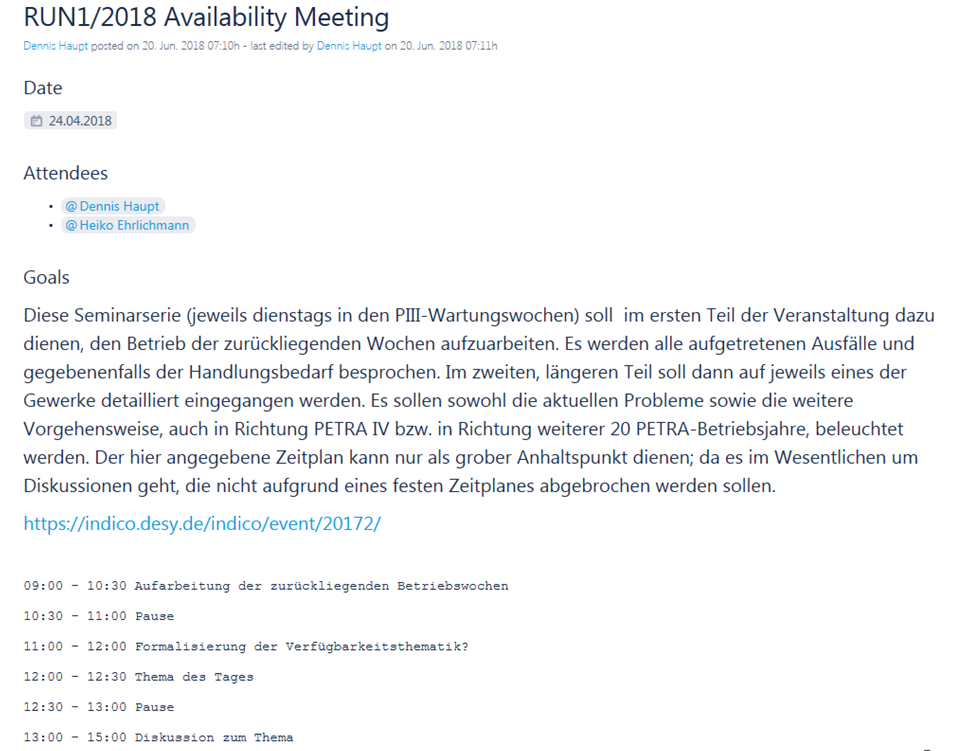 RUN1/2018 Availability Meeting
Dennis Haupt posted on 20. Jun. 2018 07:10h - last edited by Dennis Haupt on 20. Jun. 2018 07:11h
Date
24.04.2018
Attendees
• @Dennis Haupt
• @Heiko Ehrlichmann
Goals
Diese Seminarserie (jeweils dienstags in den PIII-Wartungswochen) soll  im ersten Teil der Veranstaltung dazu
dienen, den Betrieb der zurückliegenden Wochen aufzuarbeiten. Es werden alle aufgetretenen Ausfälle und
gegebenenfalls der Handlungsbedarf besprochen. Im zweiten, längeren Teil soll dann auf jeweils eines der
Gewerke detailliert eingegangen werden. Es sollen sowohl die aktuellen Probleme sowie die weitere
Vorgehensweise, auch in Richtung PETRA IV bzw. in Richtung weiterer 20 PETRA-Betriebsjahre, beleuchtet
werden. Der hier angegebene Zeitplan kann nur als grober Anhaltspunkt dienen; da es im Wesentlichen um
Diskussionen geht, die nicht aufgrund eines festen Zeitplanes abgebrochen werden sollen.
https://indico.desy.de/indico/event/20172/
09:00 - 10:30 Aufarbeitung der zurückliegenden Betriebswochen
10:30 - 11:00 Pause
11:00 - 12:00 Formalisierung der Verfügbarkeitsthematik?
12:00 - 12:30 Thema des Tages
12:30 - 13:00 Pause
13:00 - 15:00 Diskussion zum Thema